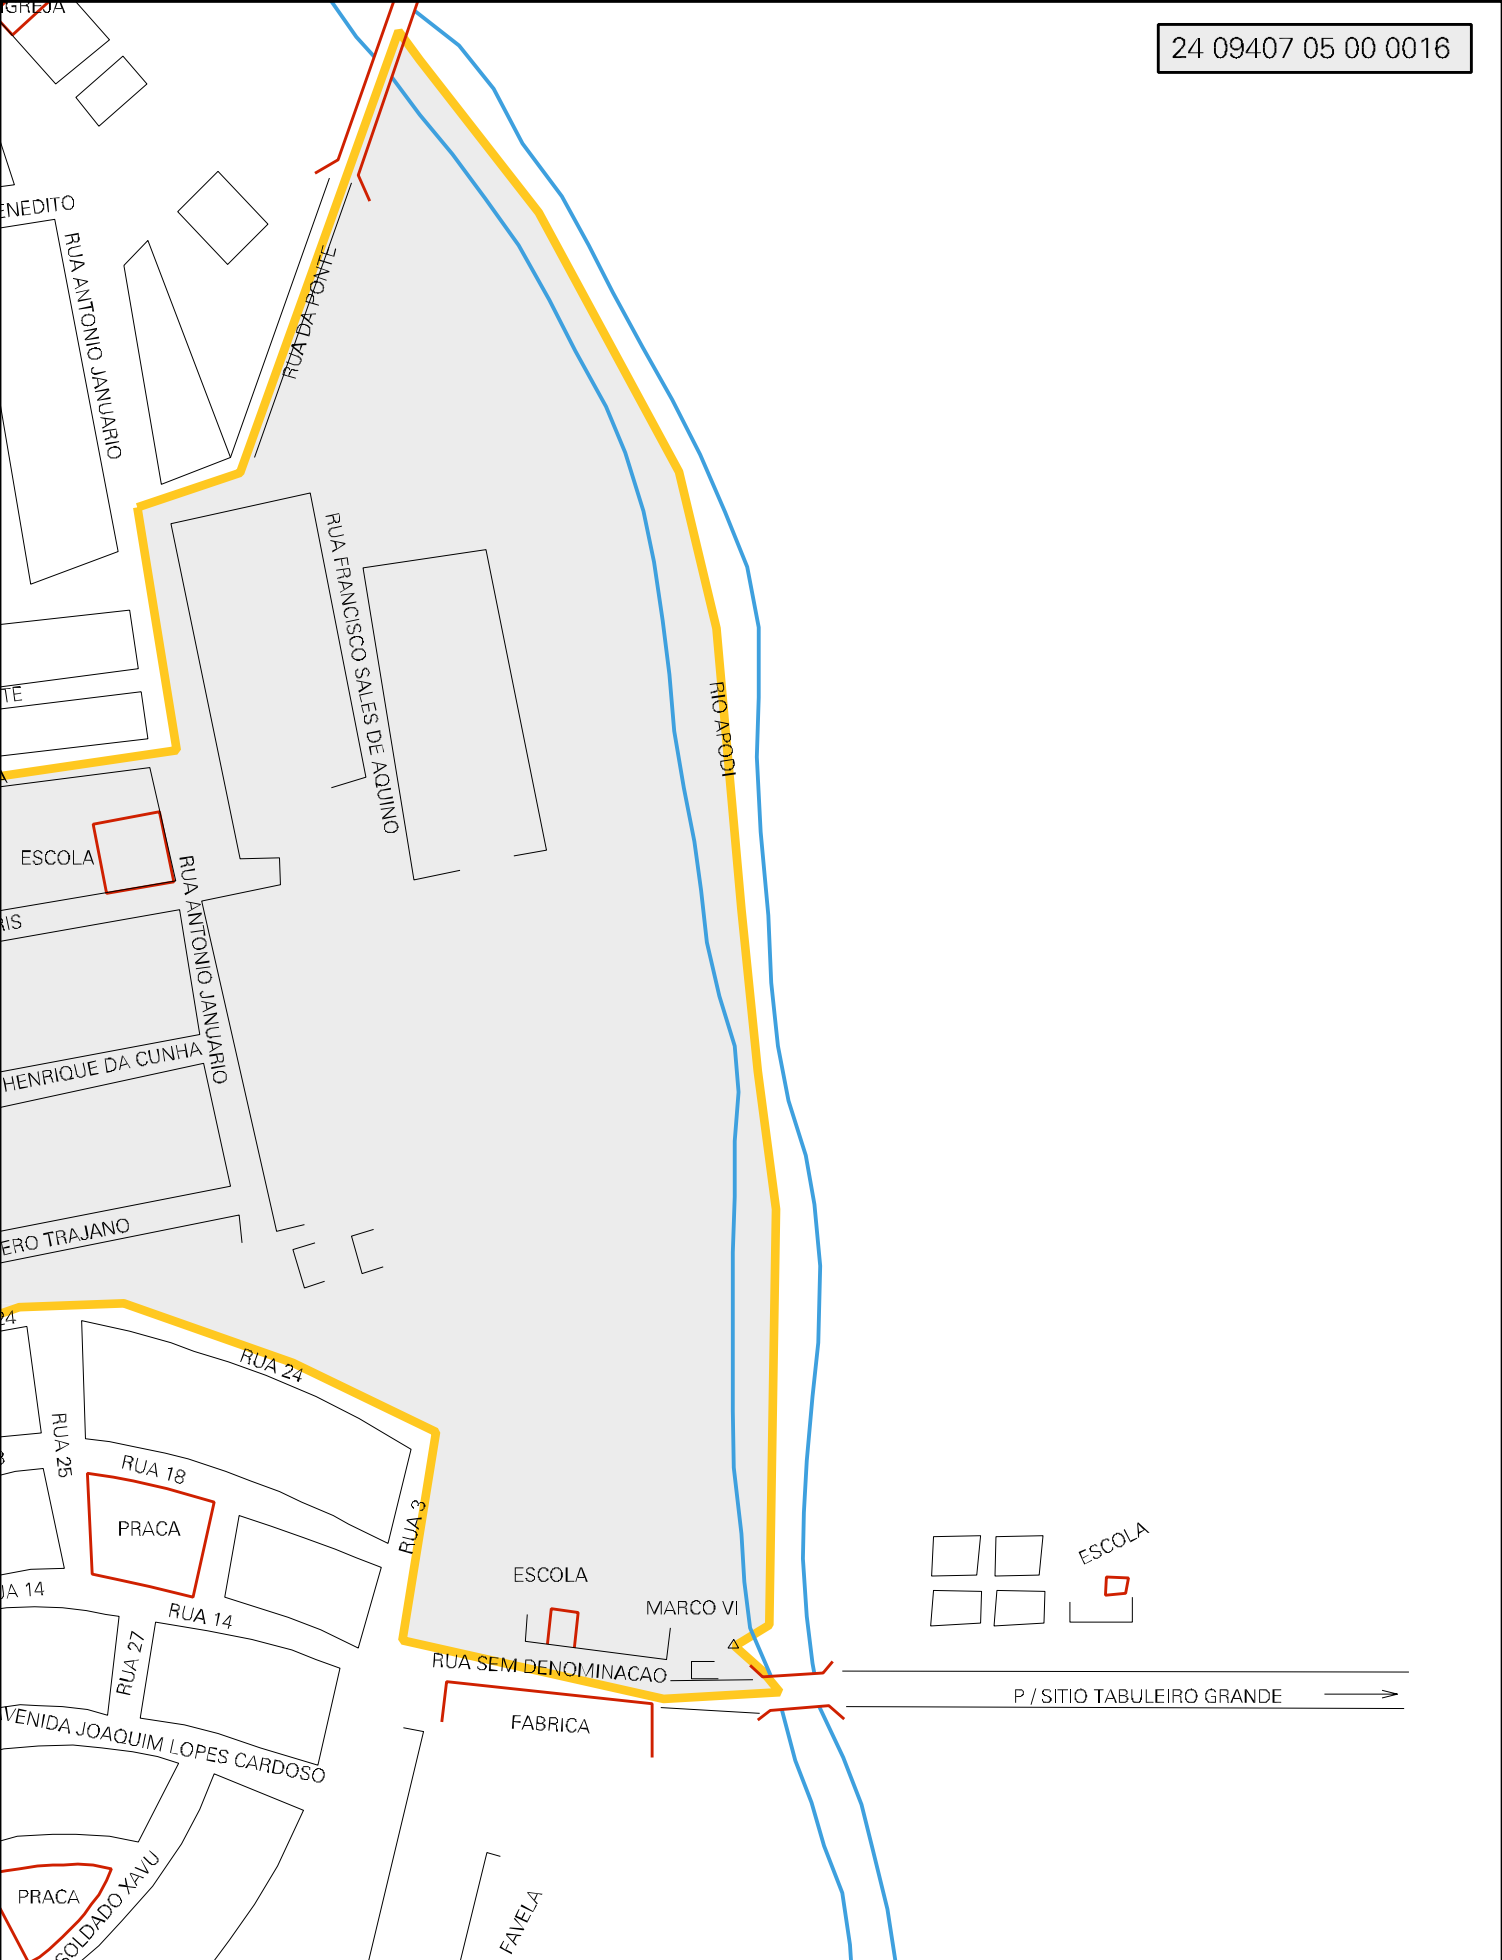 IGREJA
24 09407 05 00 0016
ENEDITO
RUA ANTONIO JANUARIO
RUA DA PONTE
RUA FRANCISCO SALES DE AQUINO
TE
RIO APODI
A
ESCOLA
RUA ANTONIO JANUARIO
RIS
HENRIQUE DA CUNHA
ERO TRAJANO
24
RUA 24
RUA 25
RUA 18
PRACA
RUA 3
ESCOLA
ESCOLA
MARCO VI
UA 14
RUA 14
RUA 27
RUA SEM DENOMINACAO
P / SITIO TABULEIRO GRANDE
FABRICA
VENIDA JOAQUIM LOPES CARDOSO
PRACA
SOLDADO XAVU
FAVELA